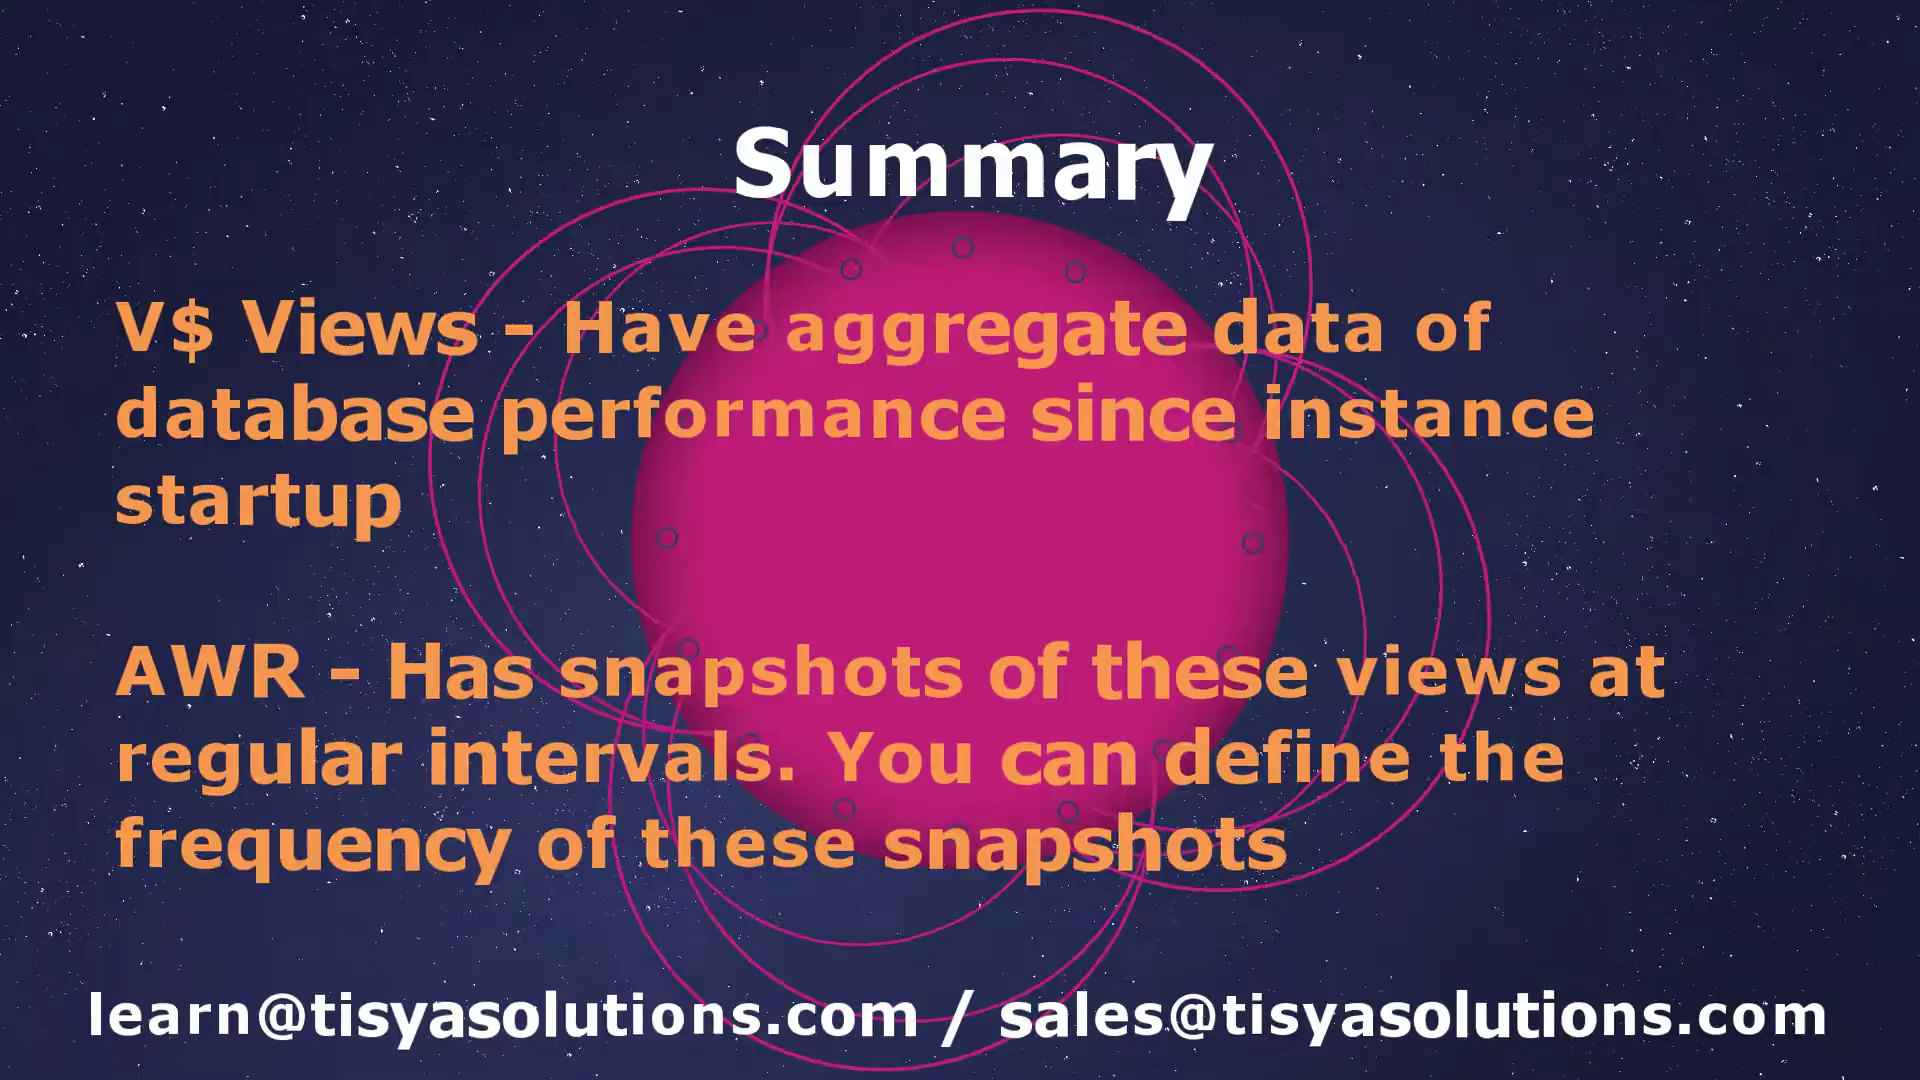 Summary
V$ Views - Have aggregate data of
database performance since instance
startup
AWR - Has snapshots of these views at
regular intervals. You can define the
frequency of these snapshots
learn@tisyasolutions.com / sales@tisyasolutions.com